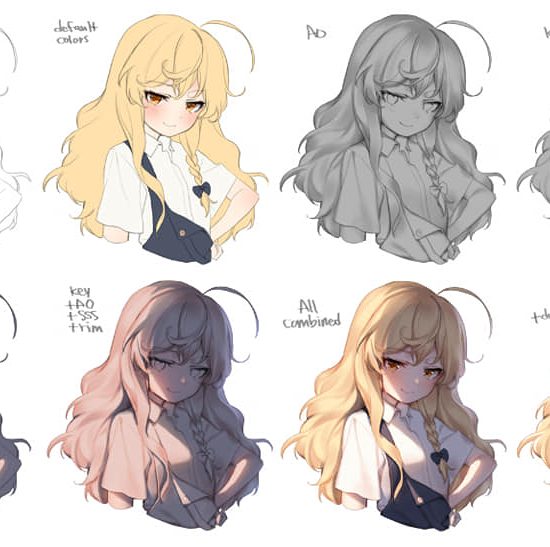 default
colors
AO
key
+AO
+SSS
+rim
All
combined